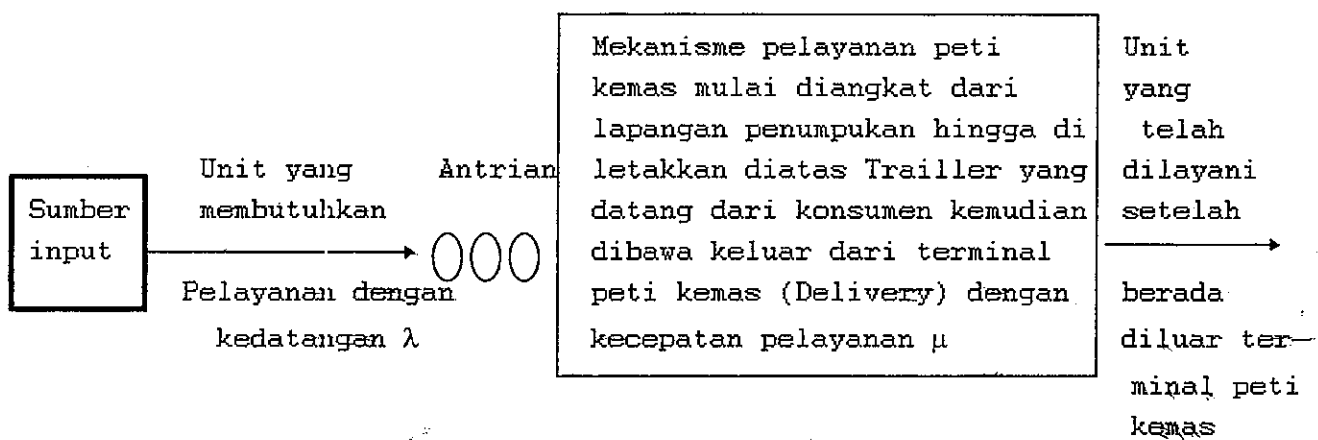 Sumber
input
Unit yang
membutuhkan
Pelayanan dengan
kedatangan λ
Antrian
Mekanisme pelayanan peti
kemas mulai diangkat dari
lapangan penumpukan hingga di
letakkan diatas Trailler yang
datang dari konsumen kemudian
dibawa keluar dari terminal
peti kemas (Delivery) dengan
kecepatan pelayanan μ
Unit
yang
telah
dilayani
setelah
berada
diluar ter-
minal peti
kemas